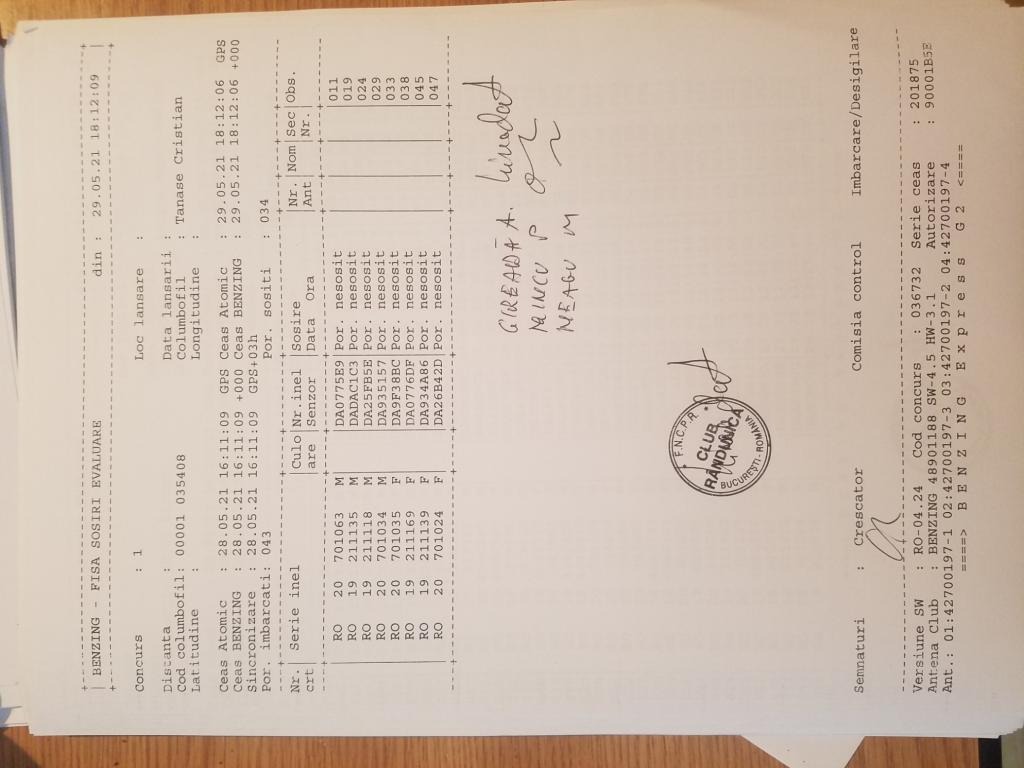 BENZING - FISA SOSIRI EVALUARE din : 29.05.21 18:12:09
Concurs : 1 Loc lansare :
Distanta : Data lansarii :
Cod columbofil: 00001 035408 Columbofil : Tanase Cristian
Latitudine : Longitudine :
Ceas Atomic : 28.05.21 16:11:09 GPS Ceas Atomic : 29.05.21 18:12:06 GPS
Ceas BENZING : 28.05.21 16:11:09 +000 Ceas BENZING : 29.05.21 18:12:06 +000
Sincronizare : 28.05.21 16:11:09 GPS+03h
Por. imbarcati: 043 Por. sositi : 034
Nr.| Serie inel |Culo|Nr.inel |Sosire |Nr. |Nom|Sec|Obs.
crt| |are |Senzor |Data Ora |Ant | |Nr.|
RO 20 701063 M DA0775E9 Por. nesosit 011
RO 19 211135 M DADAC1C3 Por. nesosit 019
RO 19 211118 M DA25FB5E Por. nesosit 024
RO 20 701034 M DA935157 Por. nesosit 029
RO 20 701035 F DA9F38BC Por. nesosit 033
RO 19 211169 F DA0776DF Por. nesosit 038
RO 19 211139 F DA934A86 Por. nesosit 045
RO 20 701024 F DA26B42D Por. nesosit 047
MINCU P
NEAGU M
F.N.C.P.R.
CLUB
RÂNDUNICA
BUCUREȘTI-ROMANIA
Semnaturi : Crescator Comisia control Imbarcare/Desigilare
Versiune SW : RO-04.24 Cod concurs : 036732 Serie ceas : 201875
Antena Club : BENZING 48901188 SW-4.5 HW-3.1 Autorizare : 90001B5E
Ant.: 01:42700197-1 02:42700197-2 03:42700197-3 04:42700197-4
====> B E N Z I N G E x p r e s s G 2 <====